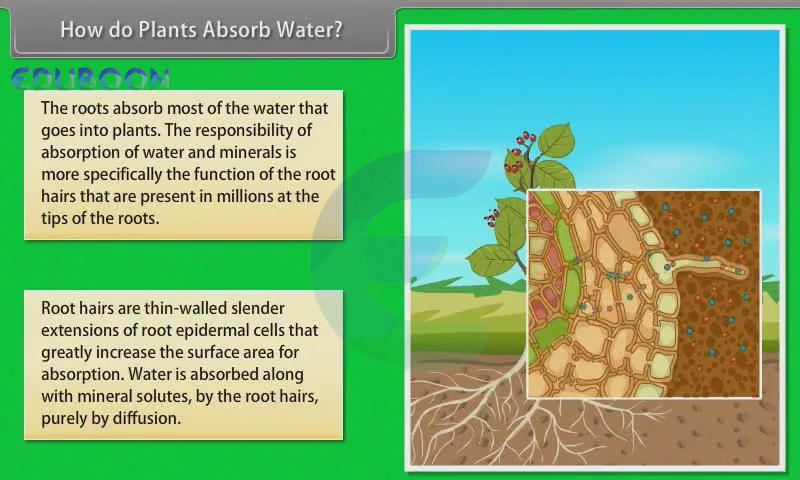 How do Plants Absorb Water?
EDUBOON
The roots absorb most of the water that
goes into plants. The responsibility of
absorption of water and minerals is
more specifically the function of the root
hairs that are present in millions at the
tips of the roots.
Root hairs are thin-walled slender
extensions of root epidermal cells that
greatly increase the surface area for
absorption. Water is absorbed along
with mineral solutes, by the root hairs,
purely by diffusion.